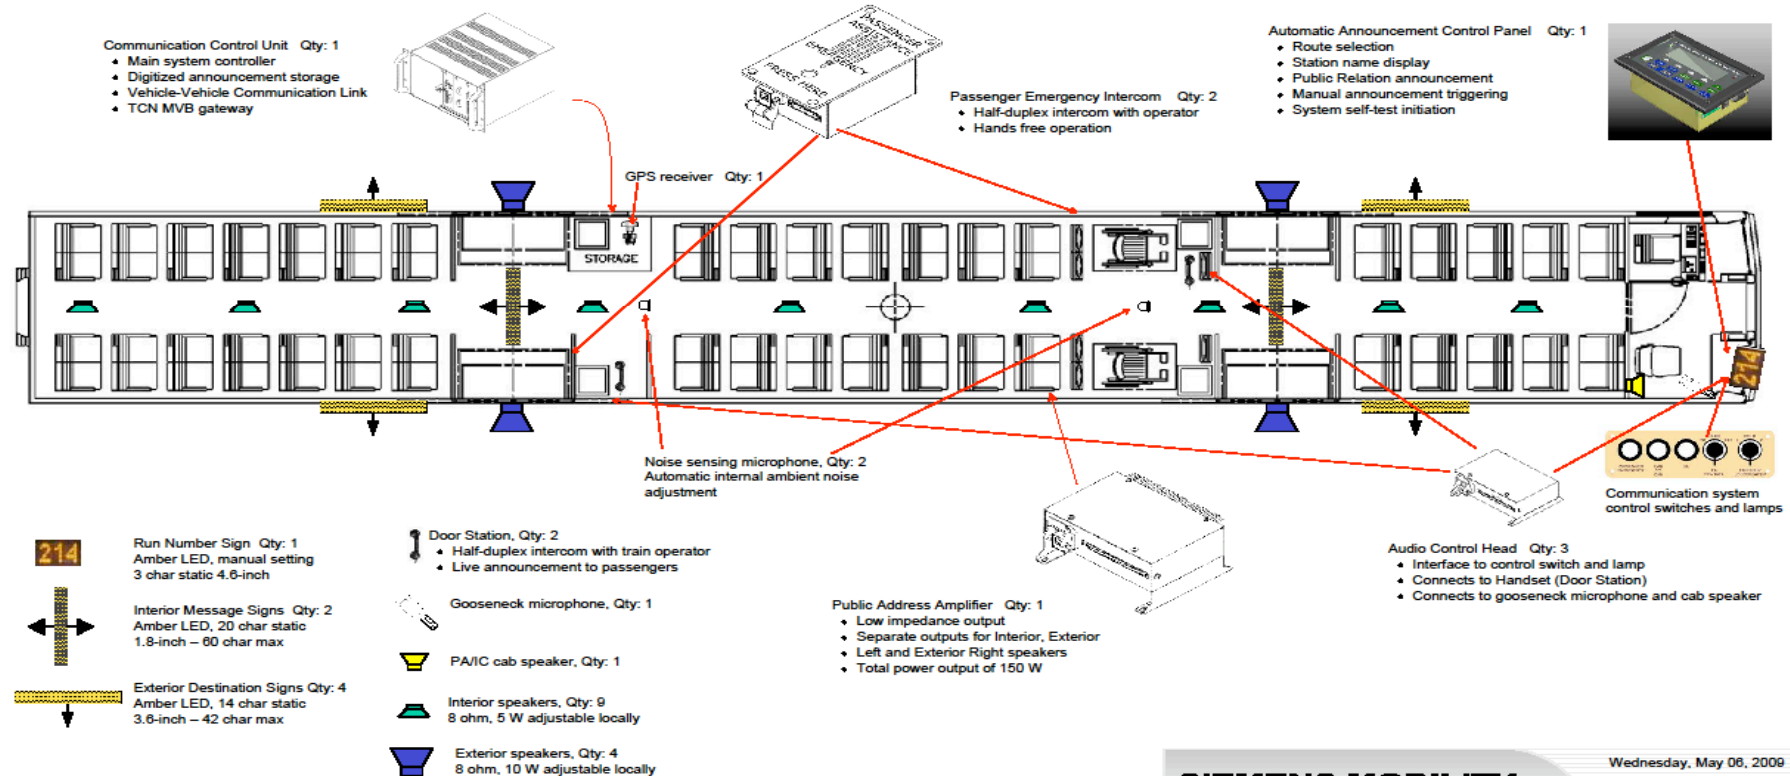 Communication Control Unit Qty: 1
• Main system controller
• Digitized announcement storage
• Vehicle-Vehicle Communication Link
• TCN MVB gateway
PASSENGER
ASSISTANCE
EMERGENCY
PRESS HERE
Passenger Emergency Intercom Qty: 2
• Half-duplex intercom with operator
• Hands free operation
Automatic Announcement Control Panel Qty: 1
• Route selection
• Station name display
• Public Relation announcement
• Manual announcement triggering
• System self-test initiation
GPS receiver Qty: 1
STORAGE
214
Noise sensing microphone, Qty: 2
Automatic internal ambient noise
adjustment
Communication system
control switches and lamps
214
Run Number Sign Qty: 1
Amber LED, manual setting
3 char static 4.6-inch
Interior Message Signs Qty: 2
Amber LED, 20 char static
1.8-inch – 60 char max
Exterior Destination Signs Qty: 4
Amber LED, 14 char static
3.6-inch – 42 char max
Door Station, Qty: 2
• Half-duplex intercom with train operator
• Live announcement to passengers
Gooseneck microphone, Qty: 1
PA/IC cab speaker, Qty: 1
Interior speakers, Qty: 9
8 ohm, 5 W adjustable locally
Exterior speakers, Qty: 4
8 ohm, 10 W adjustable locally
Public Address Amplifier Qty: 1
• Low impedance output
• Separate outputs for Interior, Exterior
• Left and Exterior Right speakers
• Total power output of 150 W
Audio Control Head Qty: 3
• Interface to control switch and lamp
• Connects to Handset (Door Station)
• Connects to gooseneck microphone and cab speaker
Wednesday, May 06, 2009
SIEMENS MOBILITY